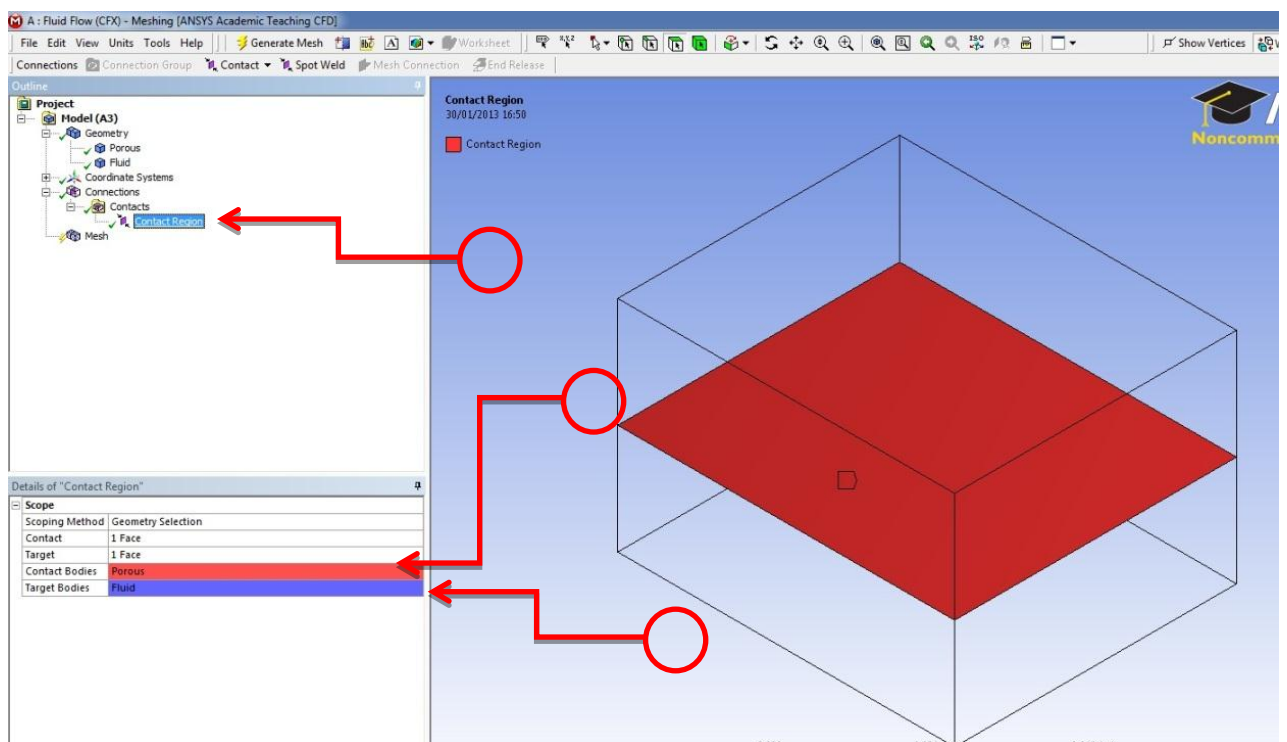 A : Fluid Flow (CFX) - Meshing [ANSYS Academic Teaching CFD]
File Edit View Units Tools Help Generate Mesh Worksheet Show Vertices
Connections Connection Group Contact Spot Weld Mesh Connection End Release
Outline
Project
Model (A3)
Geometry
Porous
Fluid
Coordinate Systems
Connections
Contacts
Contact Region
Mesh
Contact Region
30/01/2013 16:50
Contact Region
Noncomm
Details of "Contact Region"
Scope
Scoping Method Geometry Selection
Contact 1 Face
Target 1 Face
Contact Bodies Porous
Target Bodies Fluid